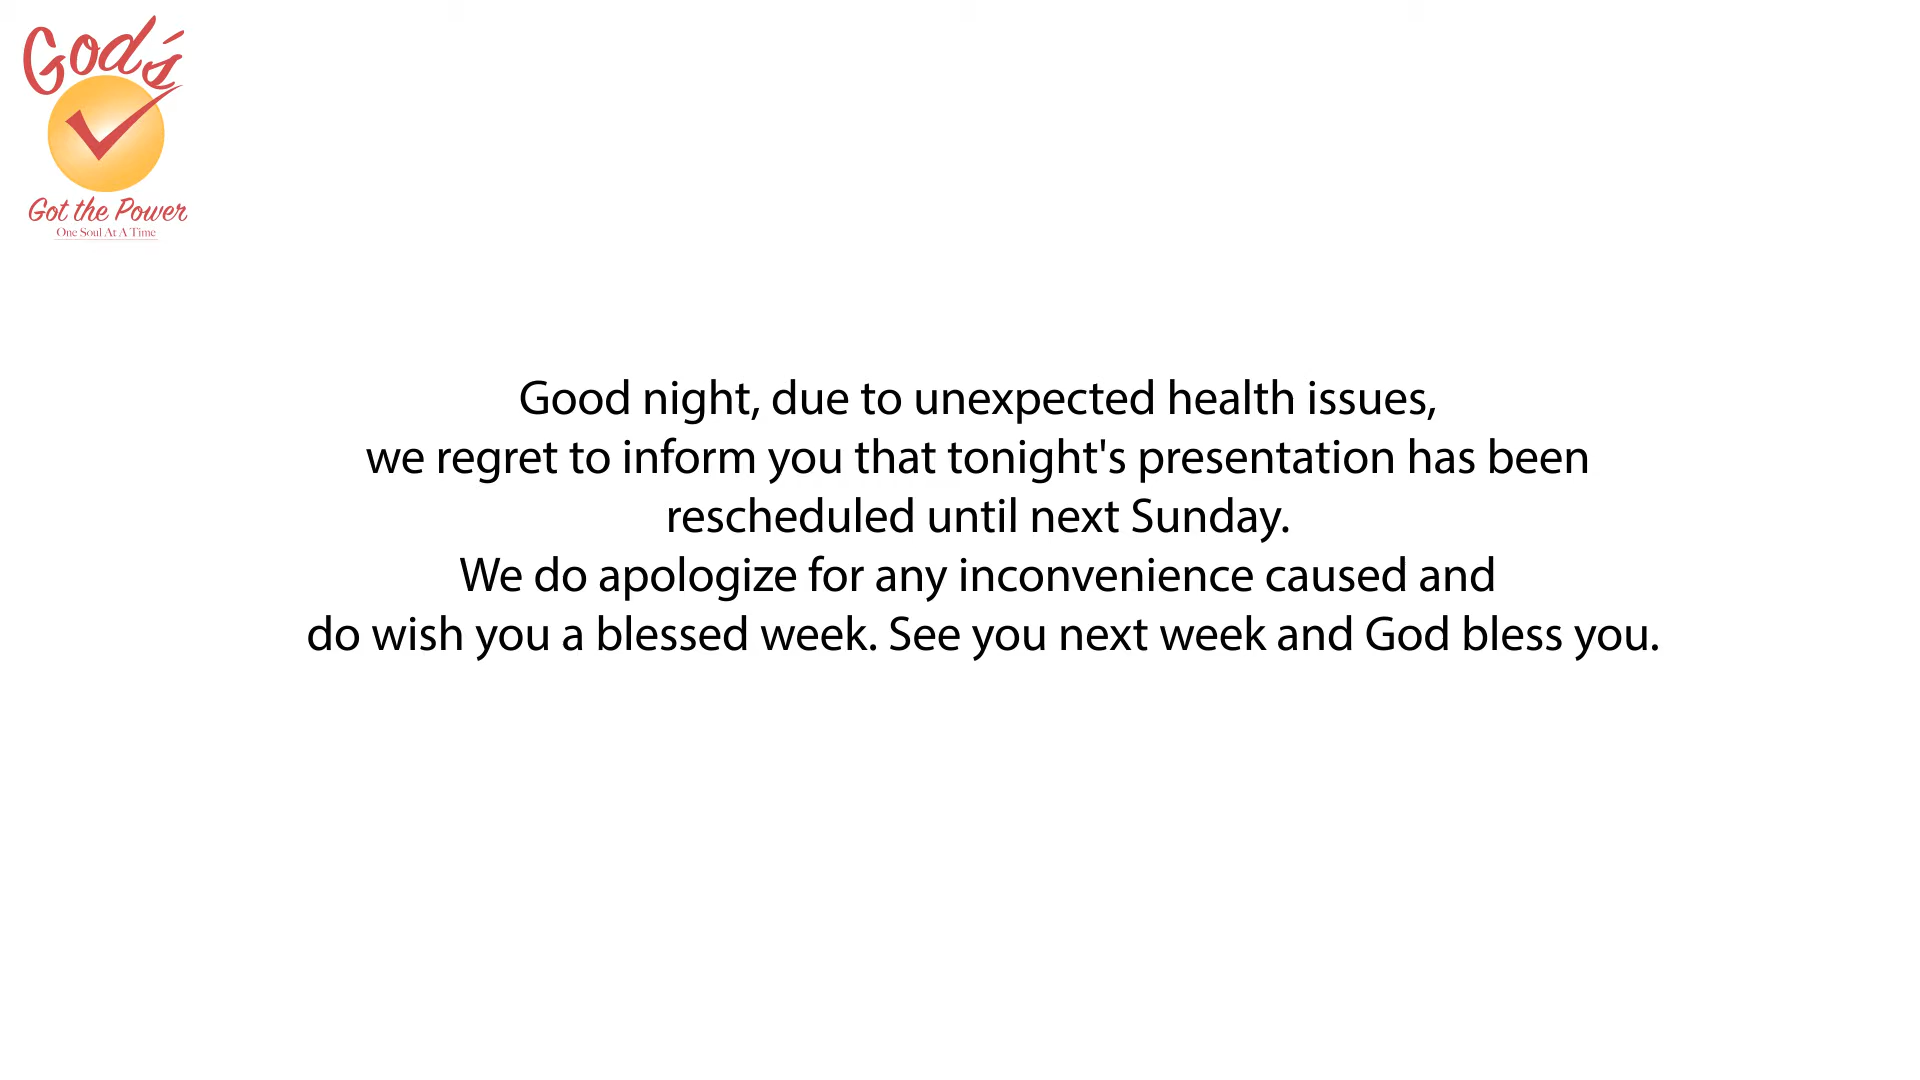 God's
Got the Power
One Soul At A Time
Good night, due to unexpected health issues,
we regret to inform you that tonight's presentation has been
rescheduled until next Sunday.
We do apologize for any inconvenience caused and
do wish you a blessed week. See you next week and God bless you.